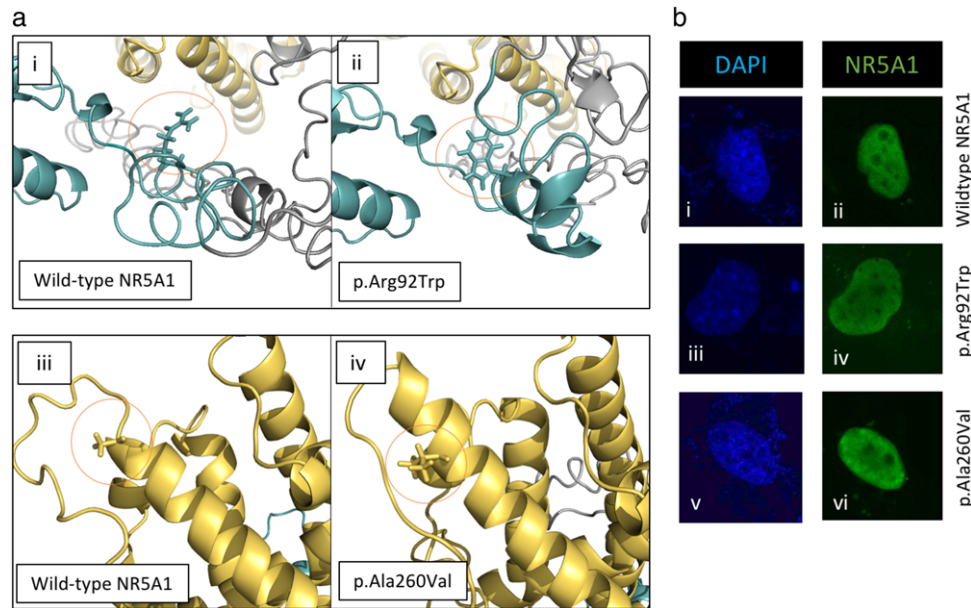 a
i
ii
Wild-type NR5A1
p.Arg92Trp
iii
iv
Wild-type NR5A1
p.Ala260Val
b
DAPI
NR5A1
i
ii
Wildtype NR5A1
iii
iv
p.Arg92Trp
v
vi
p.Ala260Val